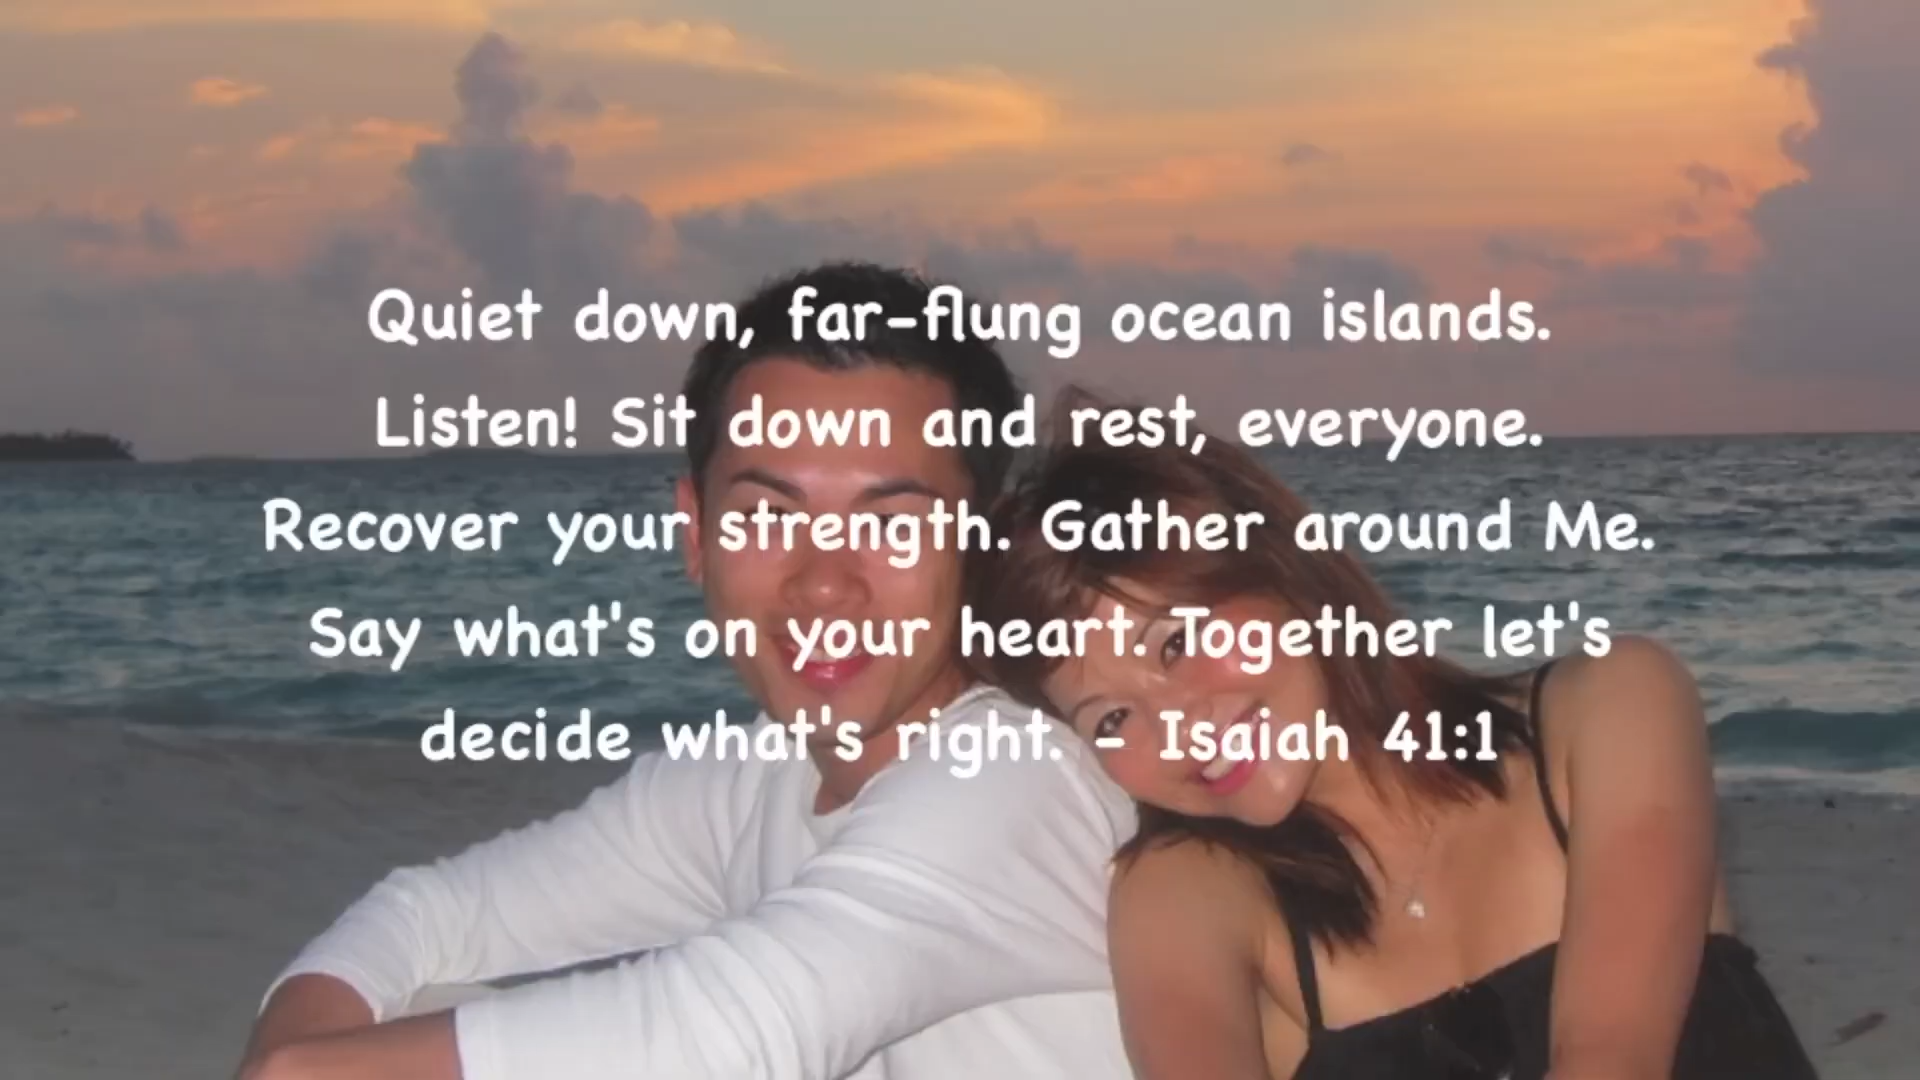 Quiet down, far-flung ocean islands.
Listen! Sit down and rest, everyone.
Recover your strength. Gather around Me.
Say what's on your heart. Together let's
decide what's right. - Isaiah 41:1